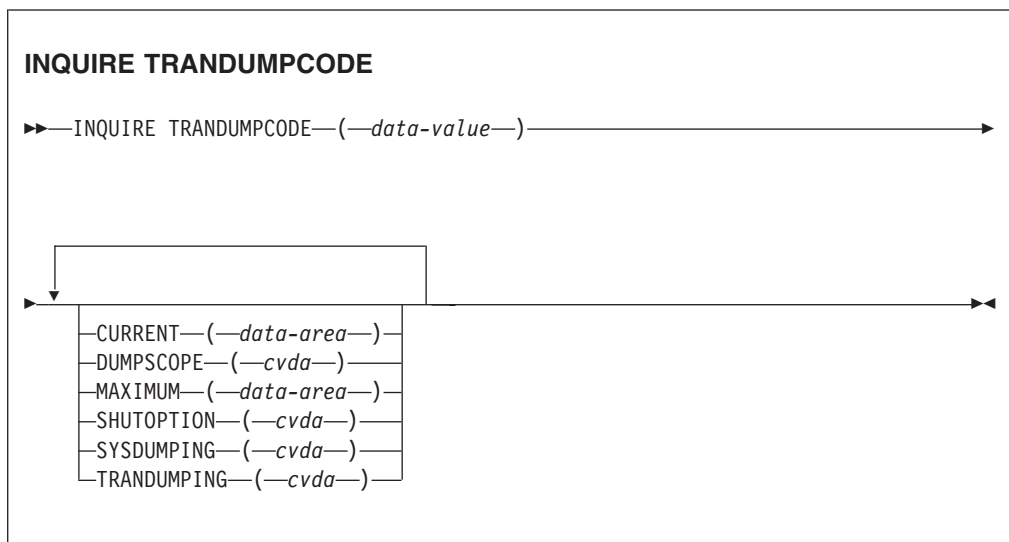 INQUIRE TRANDUMPCODE
INQUIRE TRANDUMPCODE ( data-value )
CURRENT ( data-area )
DUMPSCOPE ( cvda )
MAXIMUM ( data-area )
SHUTOPTION ( cvda )
SYSDUMPING ( cvda )
TRANDUMPING ( cvda )